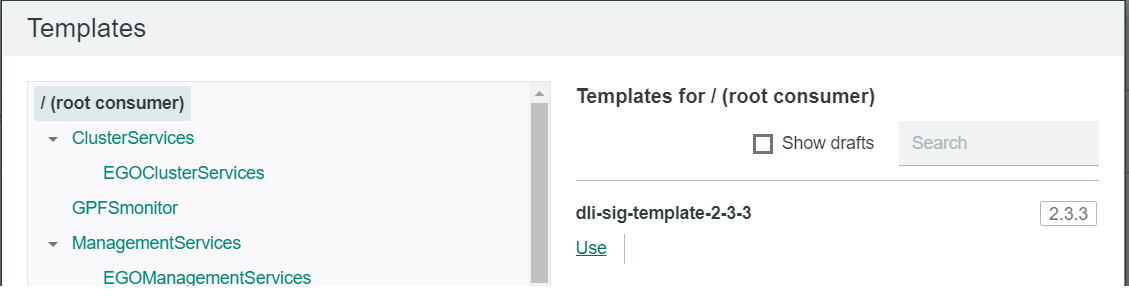 Templates
/ (root consumer)
ClusterServices
EGOClusterServices
GPFSmonitor
ManagementServices
EGOManagementServices
Templates for / (root consumer)
Show drafts
Search
dli-sig-template-2-3-3
2.3.3
Use